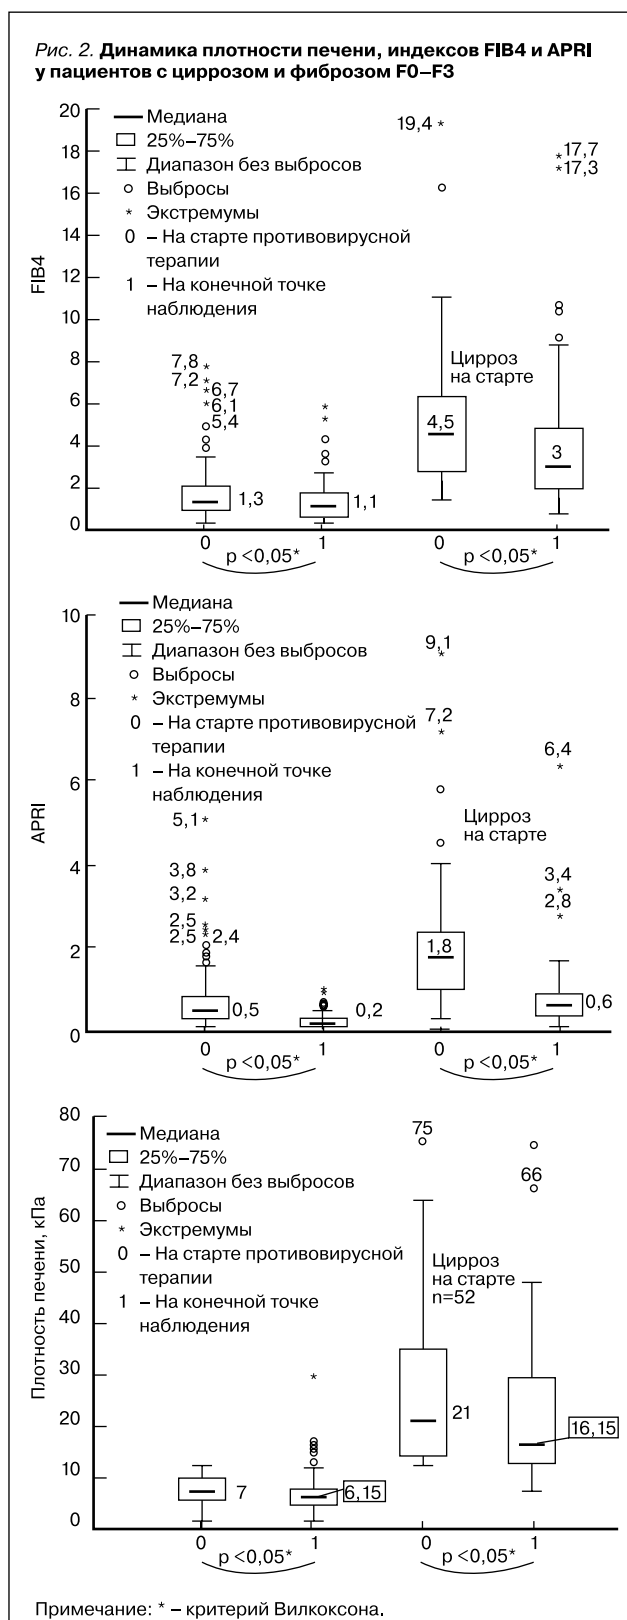 Рис. 2. Динамика плотности печени, индексов FIB4 и APRI
у пациентов с циррозом и фиброзом F0–F3
FIB4
20
18
16
14
12
10
8
6
4
2
0
Медиана
25%–75%
Диапазон без выбросов
Выбросы
* Экстремумы
0 – На старте противовирусной
терапии
1 – На конечной точке
наблюдения
19,4 *
* 17,7
* 17,3
7,8 *
7,2 *
* 6,7
* 6,1
5,4
1,3
1,1
Цирроз
на старте
4,5
3
0 1 0 1
p <0,05* p <0,05*
APRI
10
8
6
4
2
0
Медиана
25%–75%
Диапазон без выбросов
Выбросы
* Экстремумы
0 – На старте противовирусной
терапии
1 – На конечной точке
наблюдения
9,1
7,2
6,4
5,1 *
Цирроз
на старте
3,8
3,2
2,5
2,5 2,4
3,4
2,8
1,8
0,5
0,2
0,6
0 1 0 1
p <0,05* p <0,05*
Плотность печени, кПа
80
70
60
50
40
30
20
10
0
Медиана
25%–75%
Диапазон без выбросов
Выбросы
* Экстремумы
0 – На старте противовирусной
терапии
1 – На конечной точке
наблюдения
75
66
Цирроз
на старте
n=52
21
16,15
7
6,15
0 1 0 1
p <0,05* p <0,05*
Примечание: * – критерий Вилкоксона.